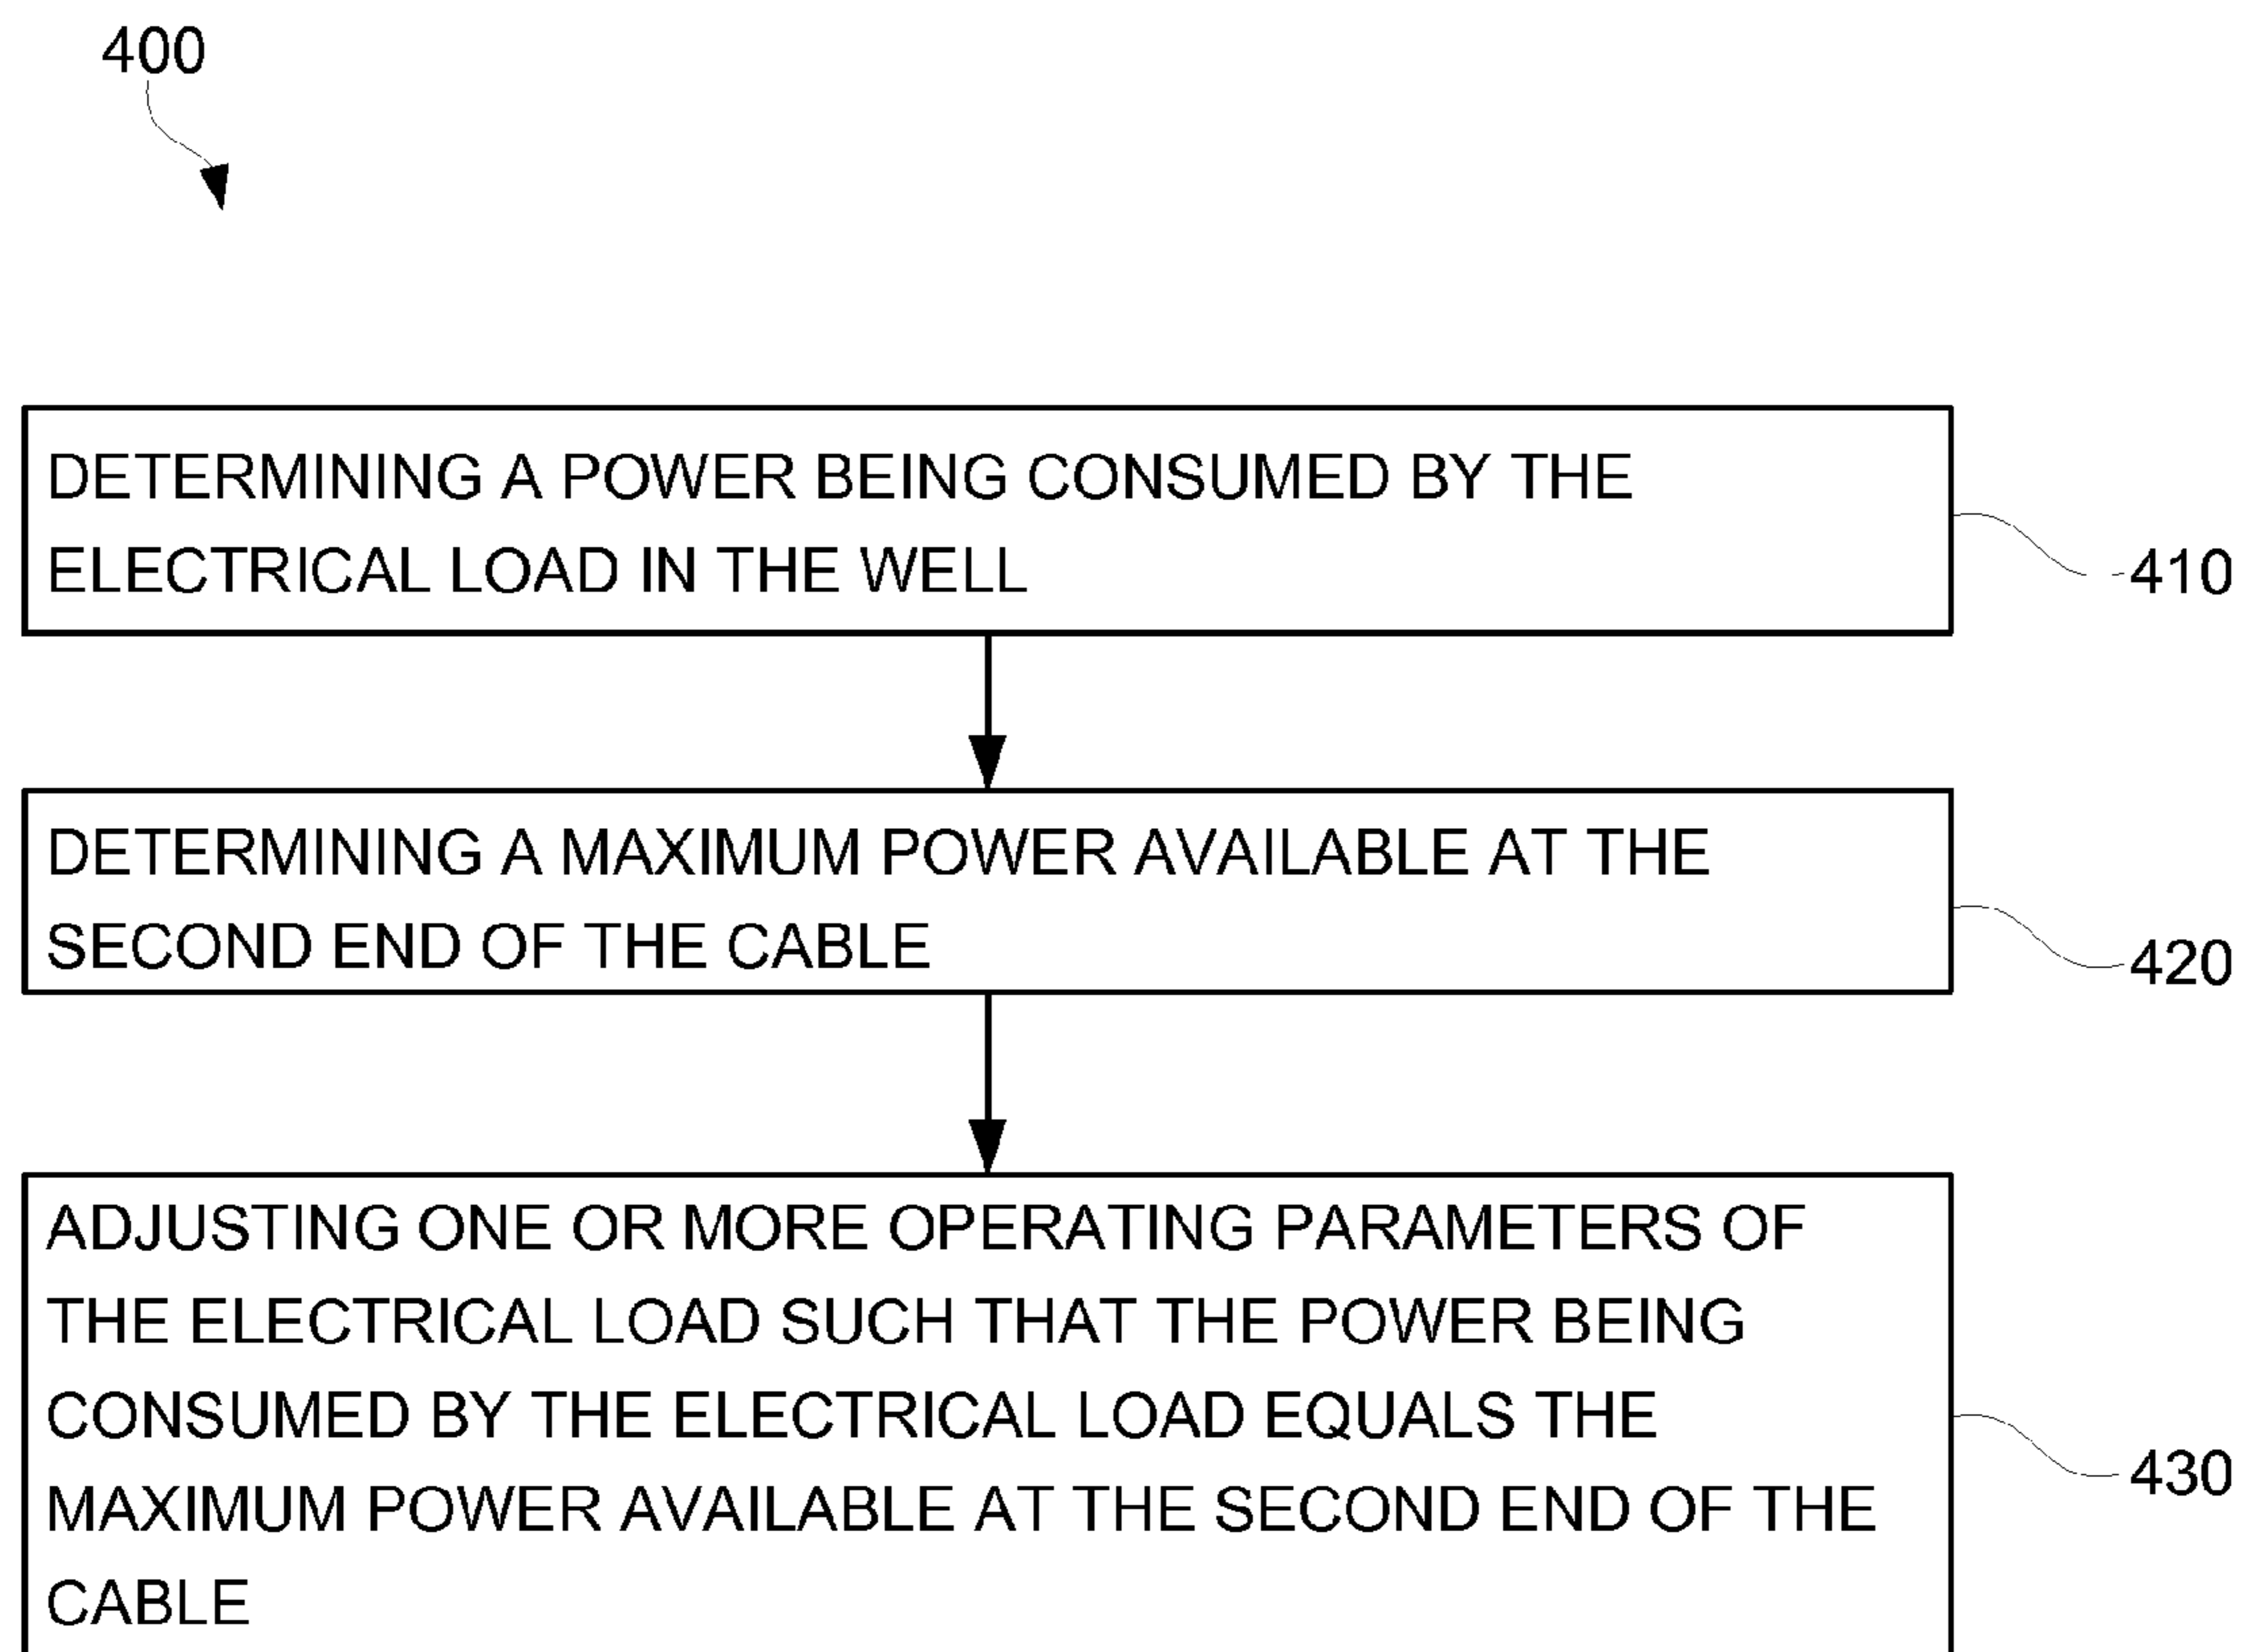 400
DETERMINING A POWER BEING CONSUMED BY THE
ELECTRICAL LOAD IN THE WELL
410
DETERMINING A MAXIMUM POWER AVAILABLE AT THE
SECOND END OF THE CABLE
420
ADJUSTING ONE OR MORE OPERATING PARAMETERS OF
THE ELECTRICAL LOAD SUCH THAT THE POWER BEING
CONSUMED BY THE ELECTRICAL LOAD EQUALS THE
MAXIMUM POWER AVAILABLE AT THE SECOND END OF THE
CABLE
430